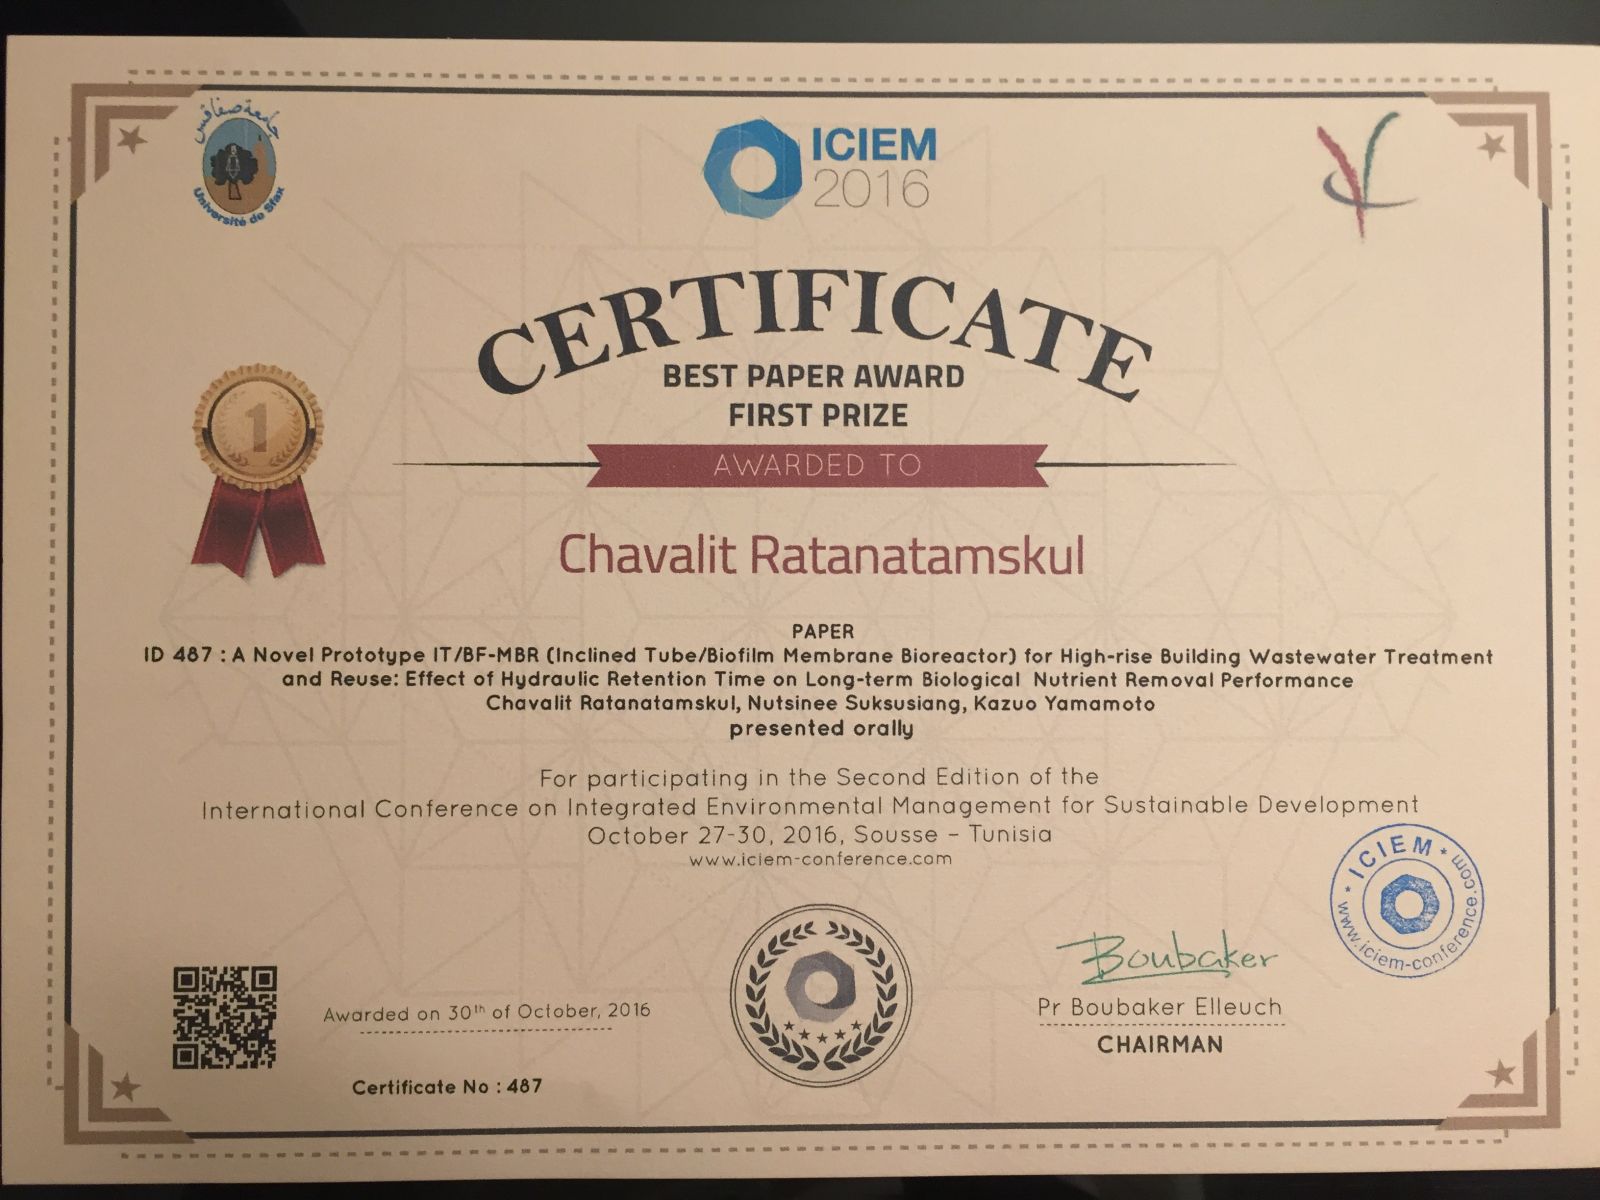 جامعة صفاقس
Université de Sfax
ICIEM
2016
CERTIFICATE
BEST PAPER AWARD
FIRST PRIZE
1
AWARDED TO
Chavalit Ratanatamskul
PAPER
ID 487 : A Novel Prototype IT/BF-MBR (Inclined Tube/Biofilm Membrane Bioreactor) for High-rise Building Wastewater Treatment
and Reuse: Effect of Hydraulic Retention Time on Long-term Biological Nutrient Removal Performance
Chavalit Ratanatamskul, Nutsinee Suksusiang, Kazuo Yamamoto
presented orally
For participating in the Second Edition of the
International Conference on Integrated Environmental Management for Sustainable Development
October 27-30, 2016, Sousse – Tunisia
www.iciem-conference.com
* ICIEM *
www.iciem-conference.com
Boubaker
Awarded on 30th of October, 2016
Pr Boubaker Elleuch
CHAIRMAN
Certificate No : 487